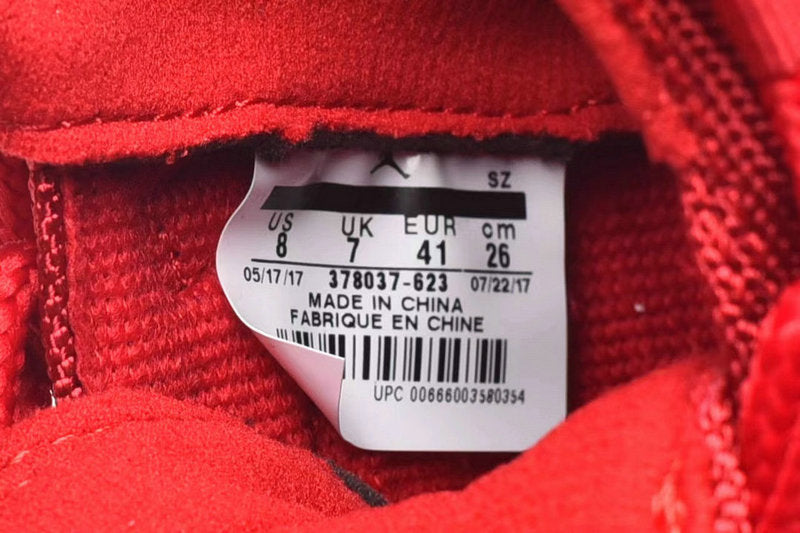 SZ
US UK EUR cm
8 7 41 26
05/17/17 378037-623 07/22/17
MADE IN CHINA
FABRIQUE EN CHINE
UPC 00666003580354